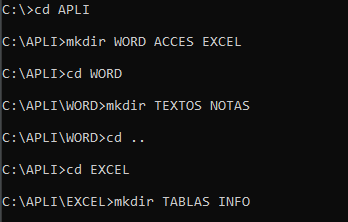 C:\>cd APLI
C:\APLI>mkdir WORD ACCES EXCEL
C:\APLI>cd WORD
C:\APLI\WORD>mkdir TEXTOS NOTAS
C:\APLI\WORD>cd ..
C:\APLI>cd EXCEL
C:\APLI\EXCEL>mkdir TABLAS INFO